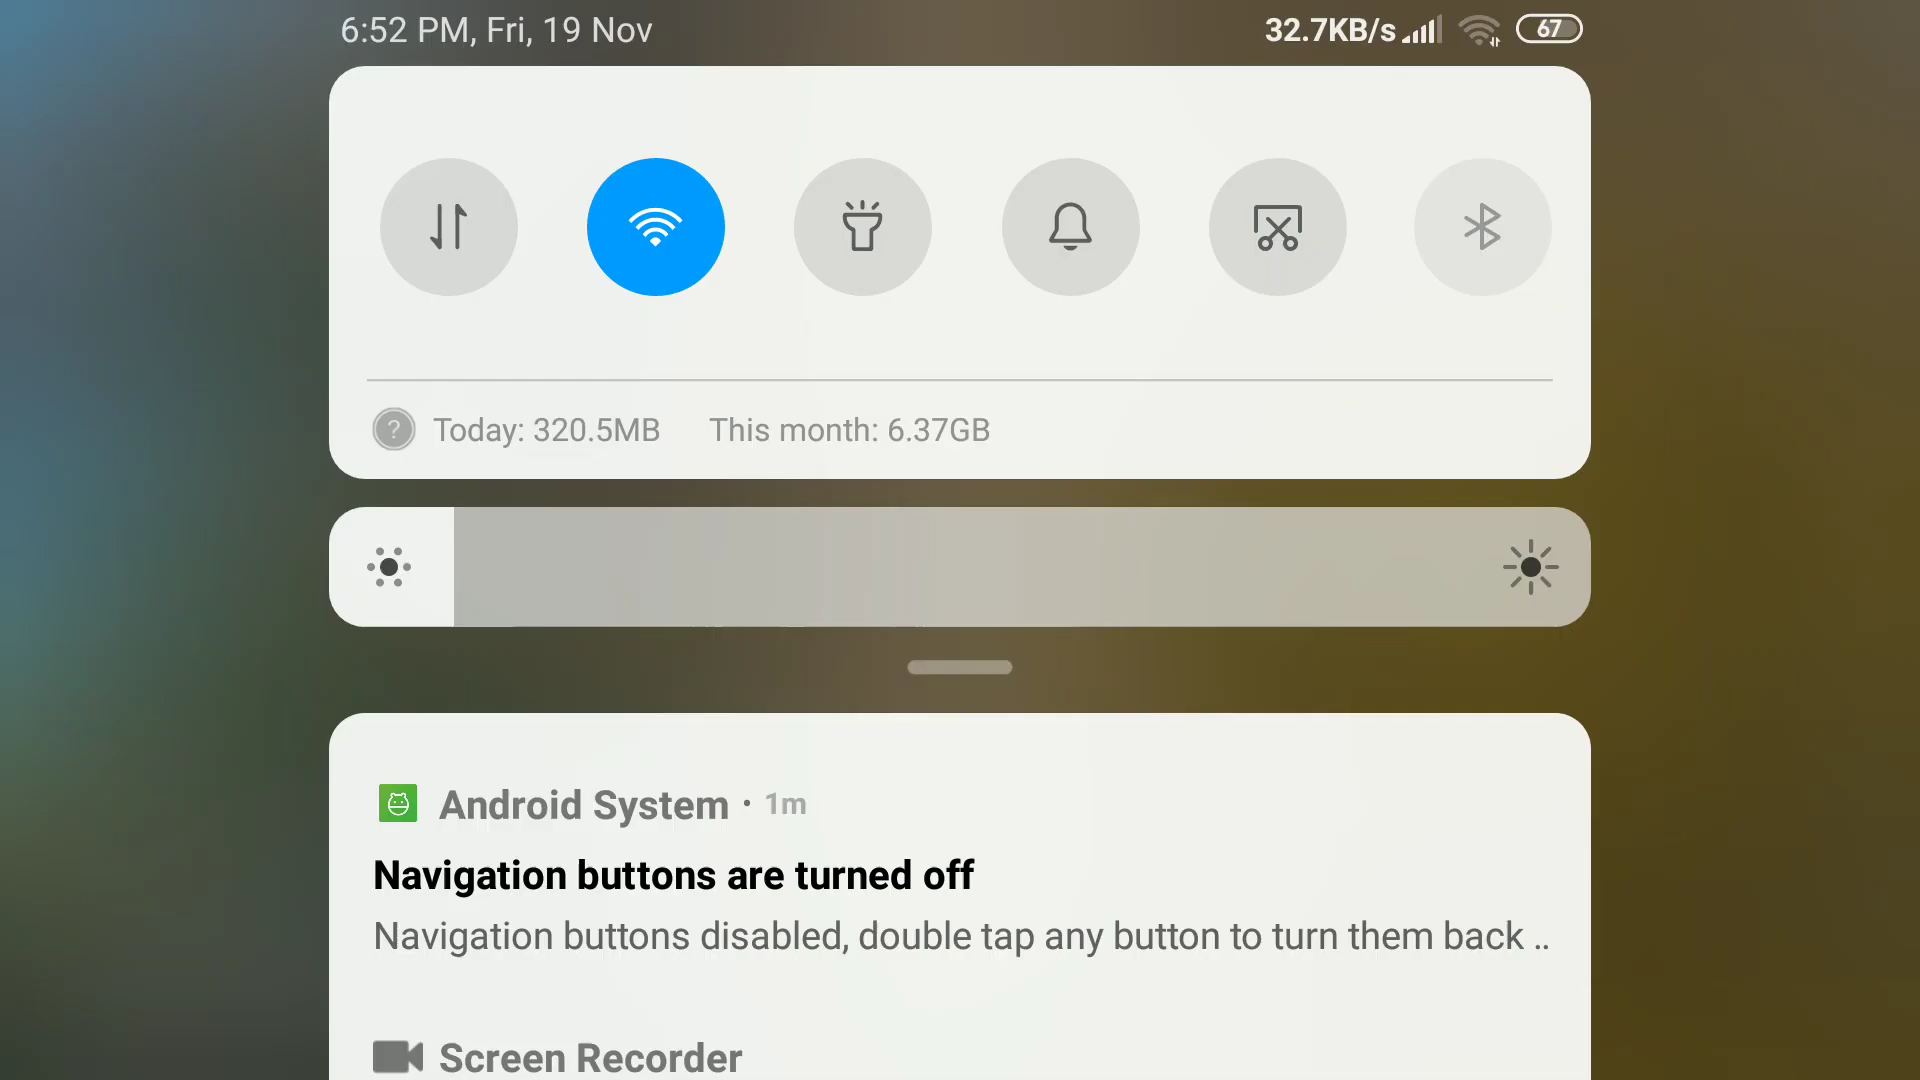 6:52 PM, Fri, 19 Nov
32.7KB/s 67
? Today: 320.5MB This month: 6.37GB
Android System · 1m
Navigation buttons are turned off
Navigation buttons disabled, double tap any button to turn them back ..
Screen Recorder